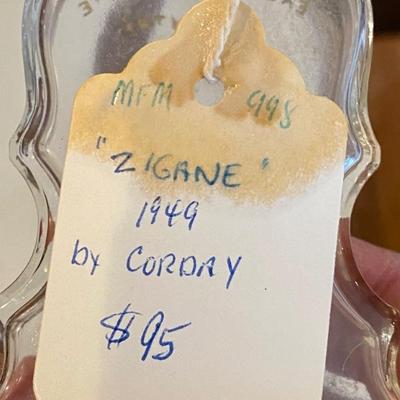 MFM 998
"ZIGANE"
1949
by CORDAY
$95